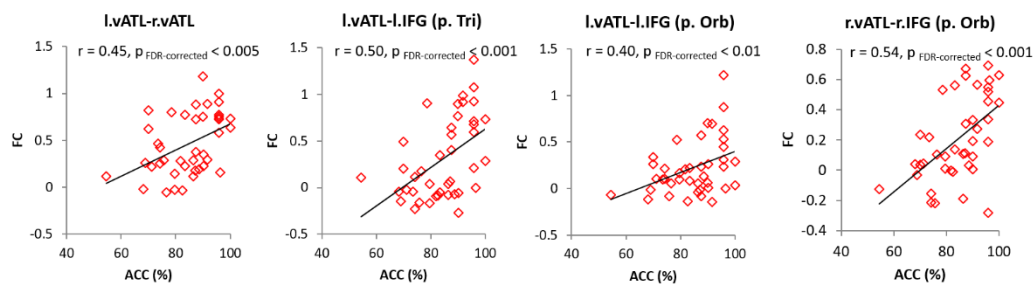 l.vATL-r.vATL
r = 0.45, p FDR-corrected < 0.005
1.5
1
0.5
0
-0.5
FC
40 60 80 100
ACC (%)
l.vATL-l.IFG (p. Tri)
r = 0.50, p FDR-corrected < 0.001
1.5
1
0.5
0
-0.5
FC
40 60 80 100
ACC (%)
l.vATL-l.IFG (p. Orb)
r = 0.40, p FDR-corrected < 0.01
1.5
1
0.5
0
-0.5
FC
40 60 80 100
ACC (%)
r.vATL-r.IFG (p. Orb)
r = 0.54, p FDR-corrected < 0.001
0.8
0.6
0.4
0.2
0
-0.2
-0.4
FC
40 60 80 100
ACC (%)